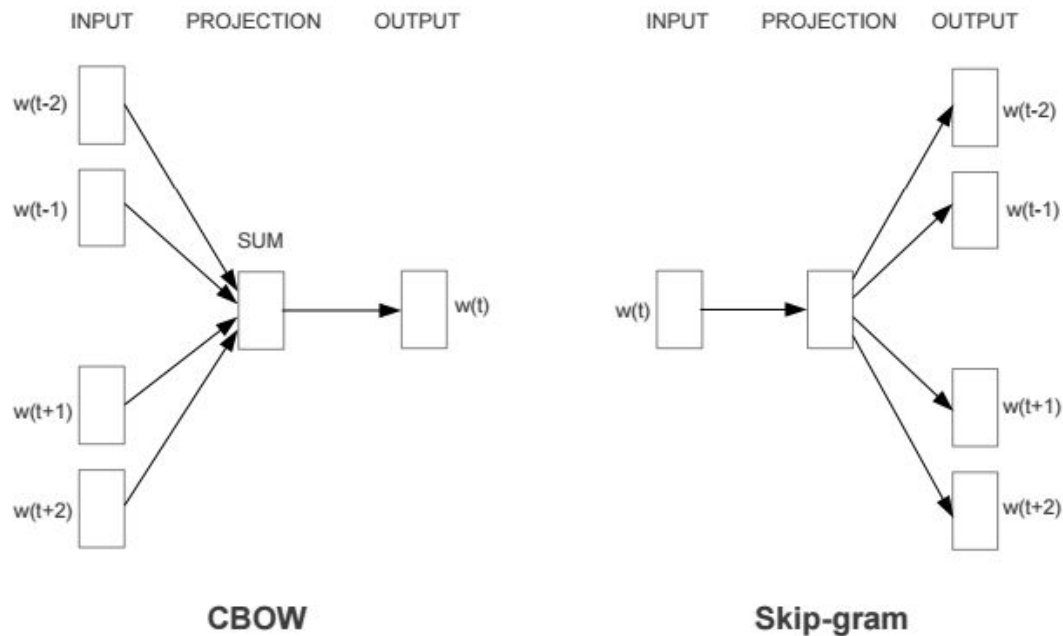 INPUT PROJECTION OUTPUT
w(t-2)
w(t-1)
SUM
w(t)
w(t+1)
w(t+2)
CBOW
INPUT PROJECTION OUTPUT
w(t-2)
w(t-1)
w(t)
w(t+1)
w(t+2)
Skip-gram